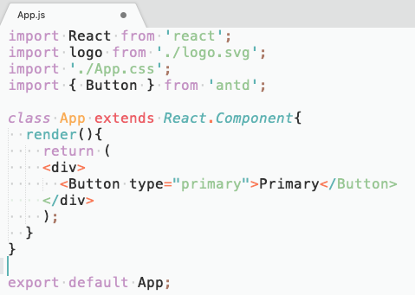 App.js
import React from 'react';
import logo from './logo.svg';
import './App.css';
import { Button } from 'antd';
class App extends React.Component{
  render(){
    return (
    <div>
      <Button type="primary">Primary</Button>
    </div>
    );
  }
}
export default App;